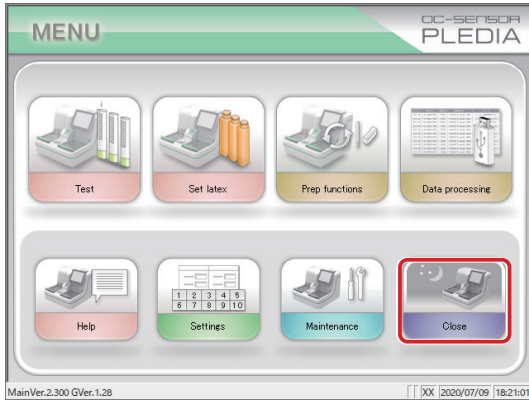 MENU
OC-SENSOR
PLEDIA
Test
Set latex
Prep functions
Data processing
1 2 3 4 5
6 7 8 9 10
Help
Settings
Maintenance
Close
MainVer.2.300 GVer.1.28
XX 2020/07/09 18:21:01